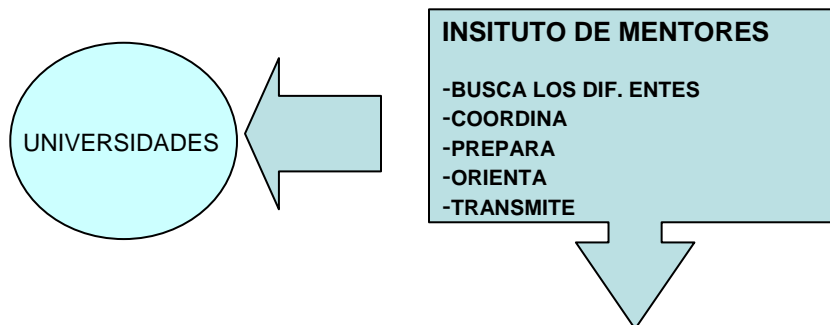 INSITUTO DE MENTORES
-BUSCA LOS DIF. ENTES
-COORDINA
UNIVERSIDADES
-PREPARA
-ORIENTA
-TRANSMITE